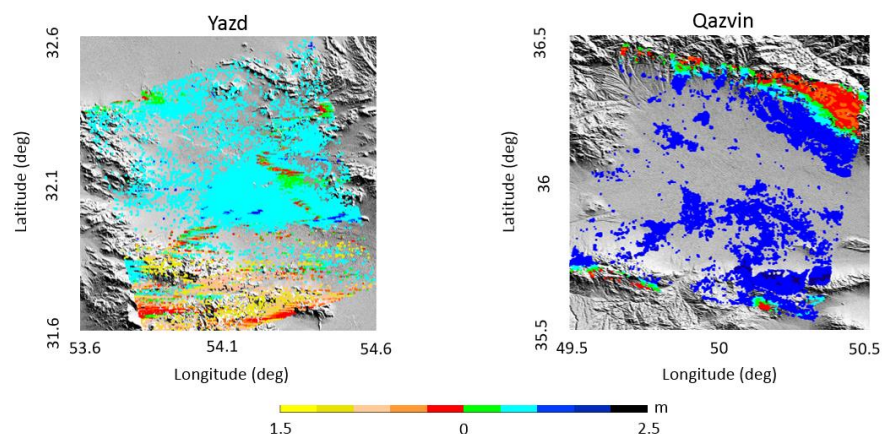 Yazd
Qazvin
32.6
32.1
31.6
Latitude (deg)
53.6 54.1 54.6
Longitude (deg)
36.5
36
35.5
Latitude (deg)
49.5 50 50.5
Longitude (deg)
m
1.5 0 2.5